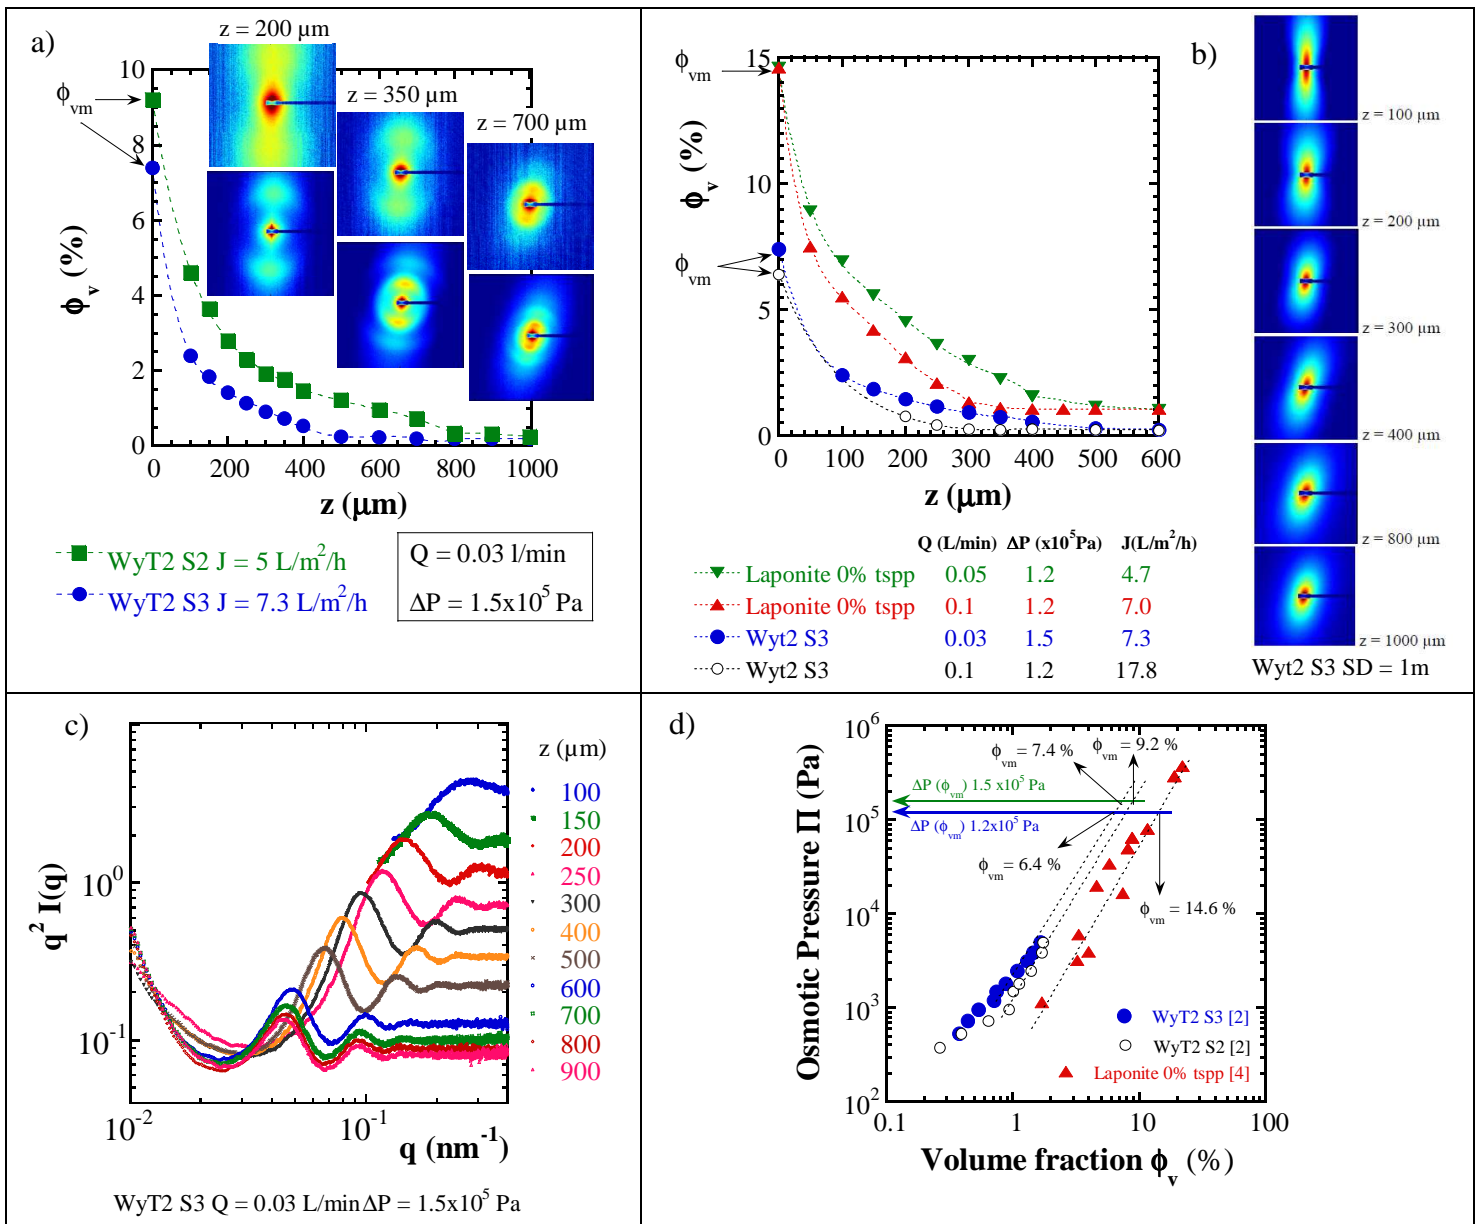 a)
z = 200 µm
z = 350 µm
z = 700 µm
ϕvm
10
8
6
4
2
0
ϕv (%)
0 200 400 600 800 1000
z (µm)
WyT2 S2 J = 5 L/m²/h
WyT2 S3 J = 7.3 L/m²/h
Q = 0.03 l/min
ΔP = 1.5x10⁵ Pa
b)
ϕvm
ϕvm
15
10
5
0
ϕv (%)
0 100 200 300 400 500 600
z (µm)
Q (L/min) ΔP (x10⁵Pa) J(L/m²/h)
Laponite 0% tspp 0.05 1.2 4.7
Laponite 0% tspp 0.1 1.2 7.0
Wyt2 S3 0.03 1.5 7.3
Wyt2 S3 0.1 1.2 17.8
z = 100 µm
z = 200 µm
z = 300 µm
z = 400 µm
z = 800 µm
z = 1000 µm
Wyt2 S3 SD = 1m
c)
z (µm)
100
150
200
250
300
400
500
600
700
800
900
q² I(q)
10⁰
10⁻¹
10⁻² 10⁻¹
q (nm⁻¹)
WyT2 S3 Q = 0.03 L/min ΔP = 1.5x10⁵ Pa
d)
Osmotic Pressure Π (Pa)
10⁶
10⁵
10⁴
10³
10²
ϕvm = 7.4 %
ϕvm = 9.2 %
ΔP (ϕvm) 1.5 x10⁵ Pa
ΔP (ϕvm) 1.2x10⁵ Pa
ϕvm = 6.4 %
ϕvm = 14.6 %
WyT2 S3 [2]
WyT2 S2 [2]
Laponite 0% tspp [4]
0.1 1 10 100
Volume fraction ϕv (%)